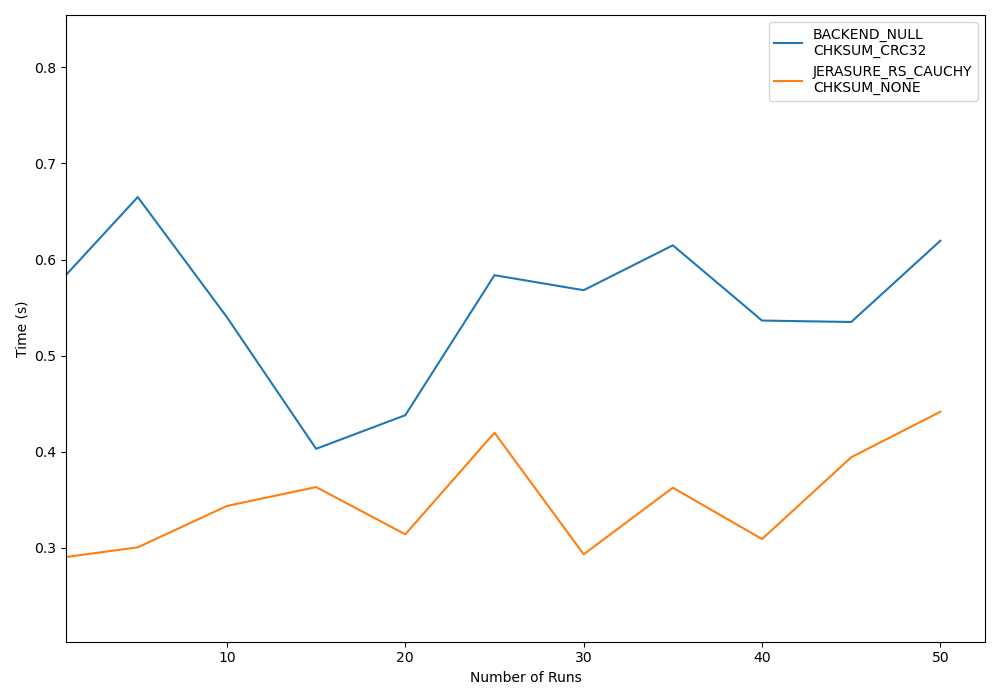 BACKEND_NULL
CHKSUM_CRC32
JERASURE_RS_CAUCHY
CHKSUM_NONE
0.8
0.7
0.6
0.5
0.4
0.3
Time (s)
10 20 30 40 50
Number of Runs